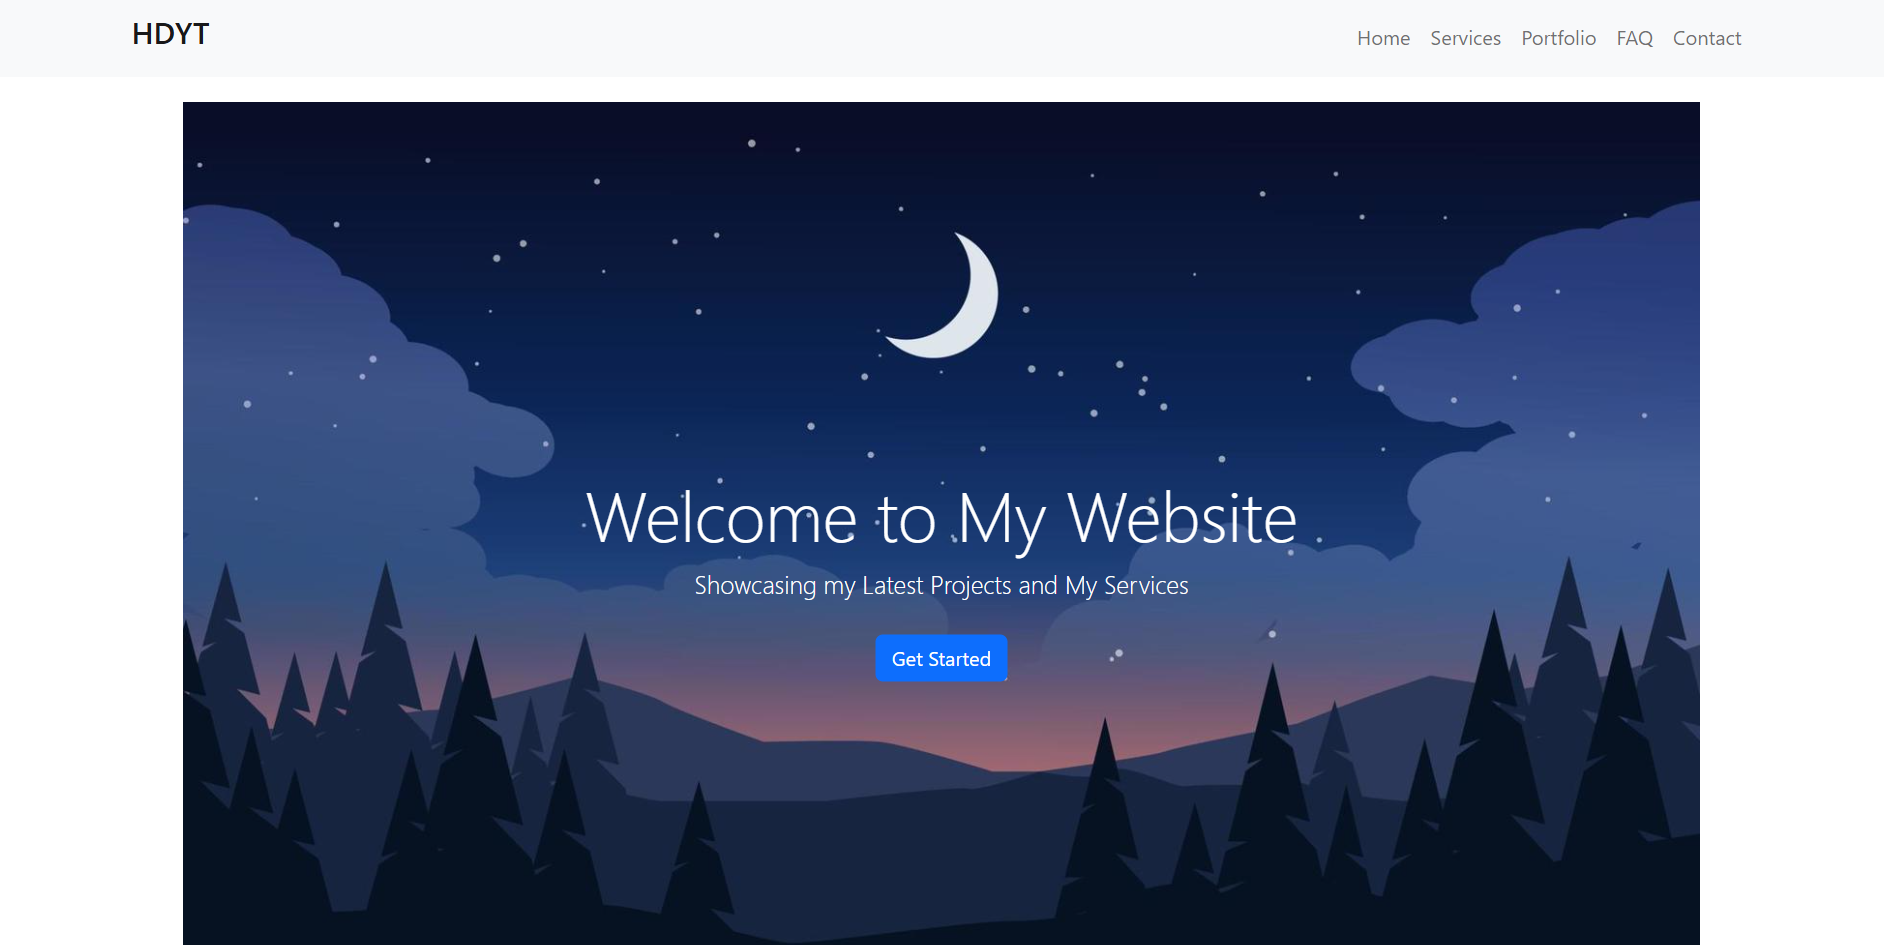 HDYT
Home Services Portfolio FAQ Contact
Welcome to My Website
Showcasing my Latest Projects and My Services
Get Started